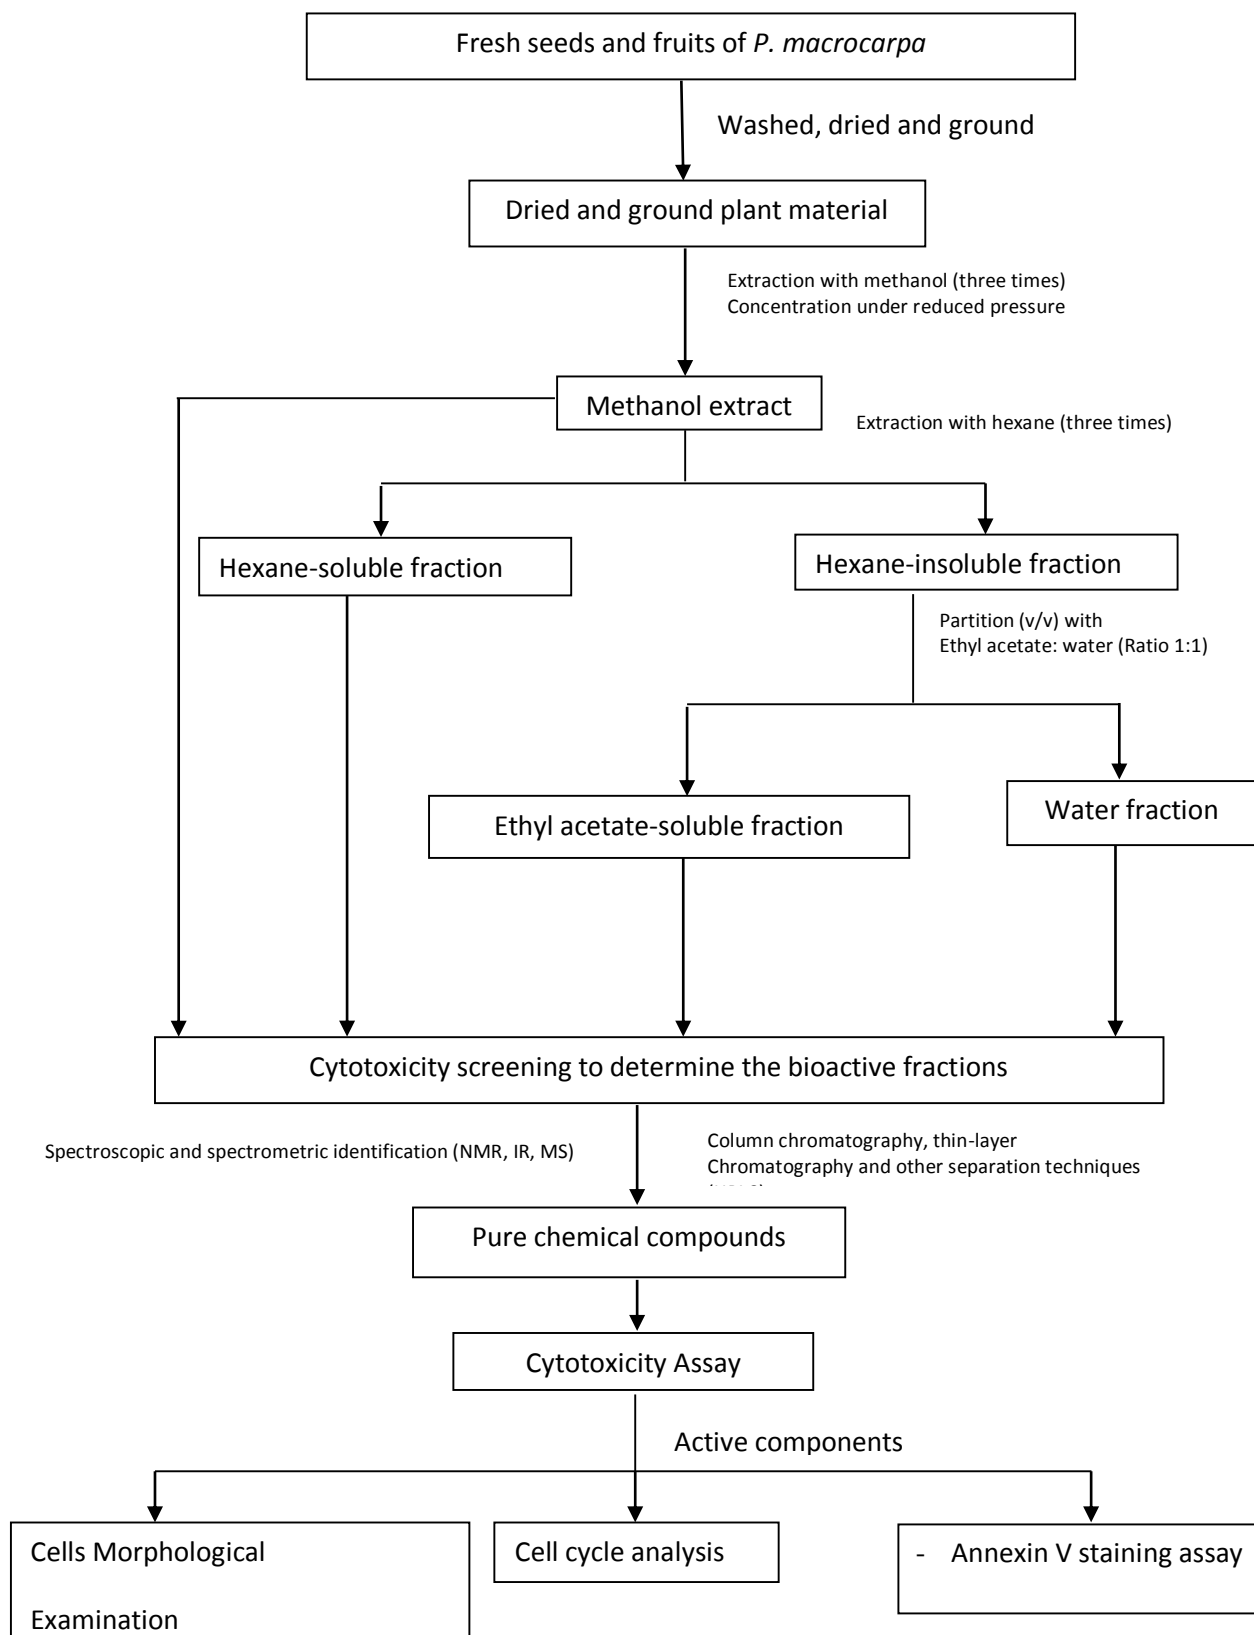 Fresh seeds and fruits of P. macrocarpa
Washed, dried and ground
Dried and ground plant material
Extraction with methanol (three times)
Concentration under reduced pressure
Methanol extract
Extraction with hexane (three times)
Hexane-soluble fraction
Hexane-insoluble fraction
Partition (v/v) with
Ethyl acetate: water (Ratio 1:1)
Ethyl acetate-soluble fraction
Water fraction
Cytotoxicity screening to determine the bioactive fractions
Spectroscopic and spectrometric identification (NMR, IR, MS)
Column chromatography, thin-layer
Chromatography and other separation techniques
Pure chemical compounds
Cytotoxicity Assay
Active components
Cells Morphological
Examination
Cell cycle analysis
- Annexin V staining assay